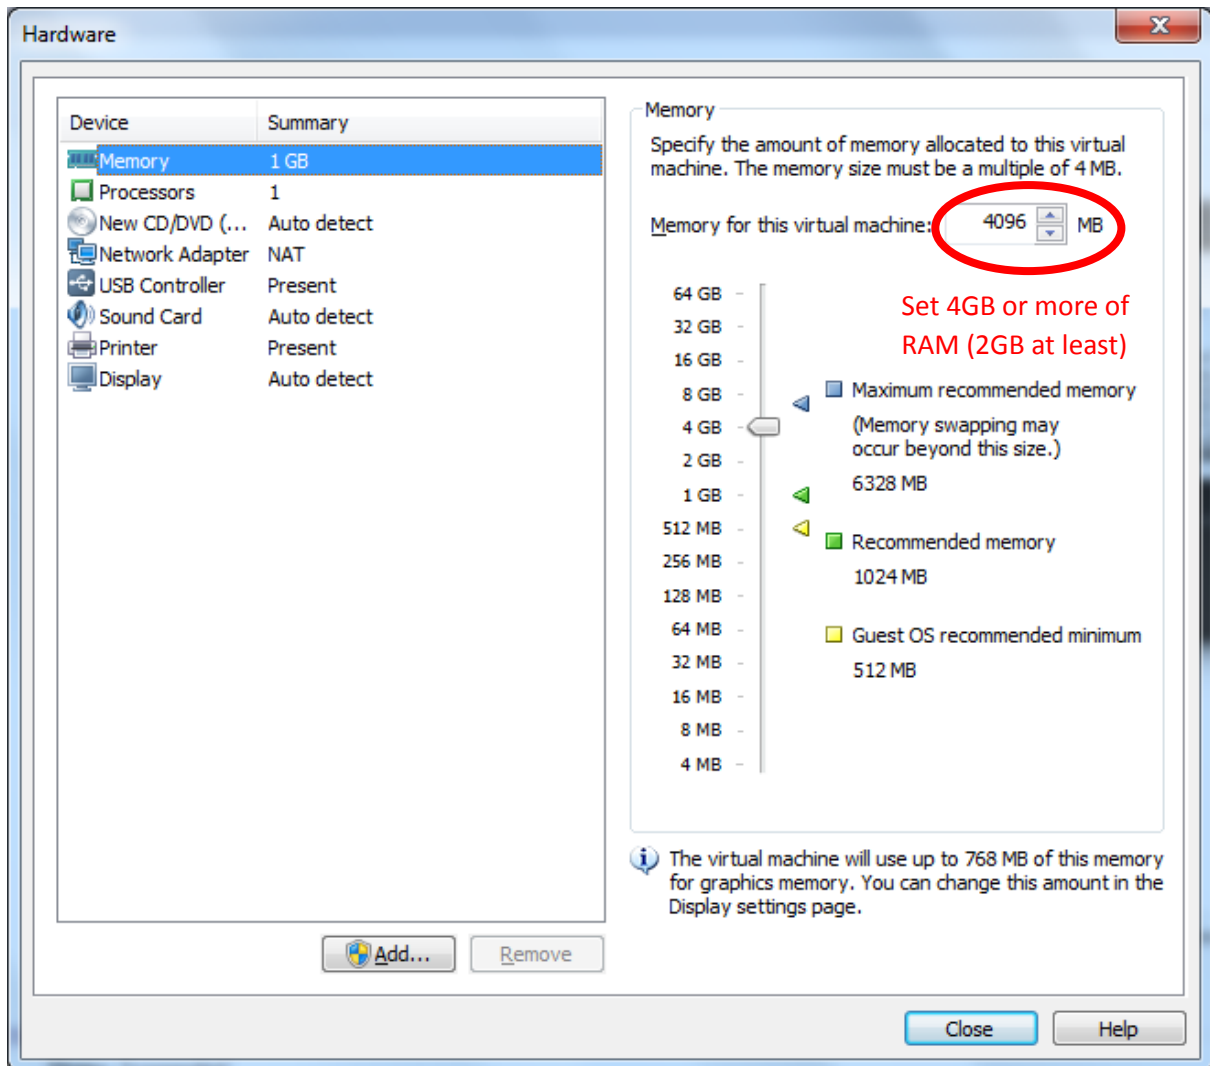 Hardware
Device Summary
Memory 1 GB
Processors 1
New CD/DVD (... Auto detect
Network Adapter NAT
USB Controller Present
Sound Card Auto detect
Printer Present
Display Auto detect
Add... Remove
Memory
Specify the amount of memory allocated to this virtual
machine. The memory size must be a multiple of 4 MB.
Memory for this virtual machine: 4096 MB
Set 4GB or more of
RAM (2GB at least)
64 GB
32 GB
16 GB
8 GB
4 GB
2 GB
1 GB
512 MB
256 MB
128 MB
64 MB
32 MB
16 MB
8 MB
4 MB
Maximum recommended memory
(Memory swapping may
occur beyond this size.)
6328 MB
Recommended memory
1024 MB
Guest OS recommended minimum
512 MB
The virtual machine will use up to 768 MB of this memory
for graphics memory. You can change this amount in the
Display settings page.
Close Help